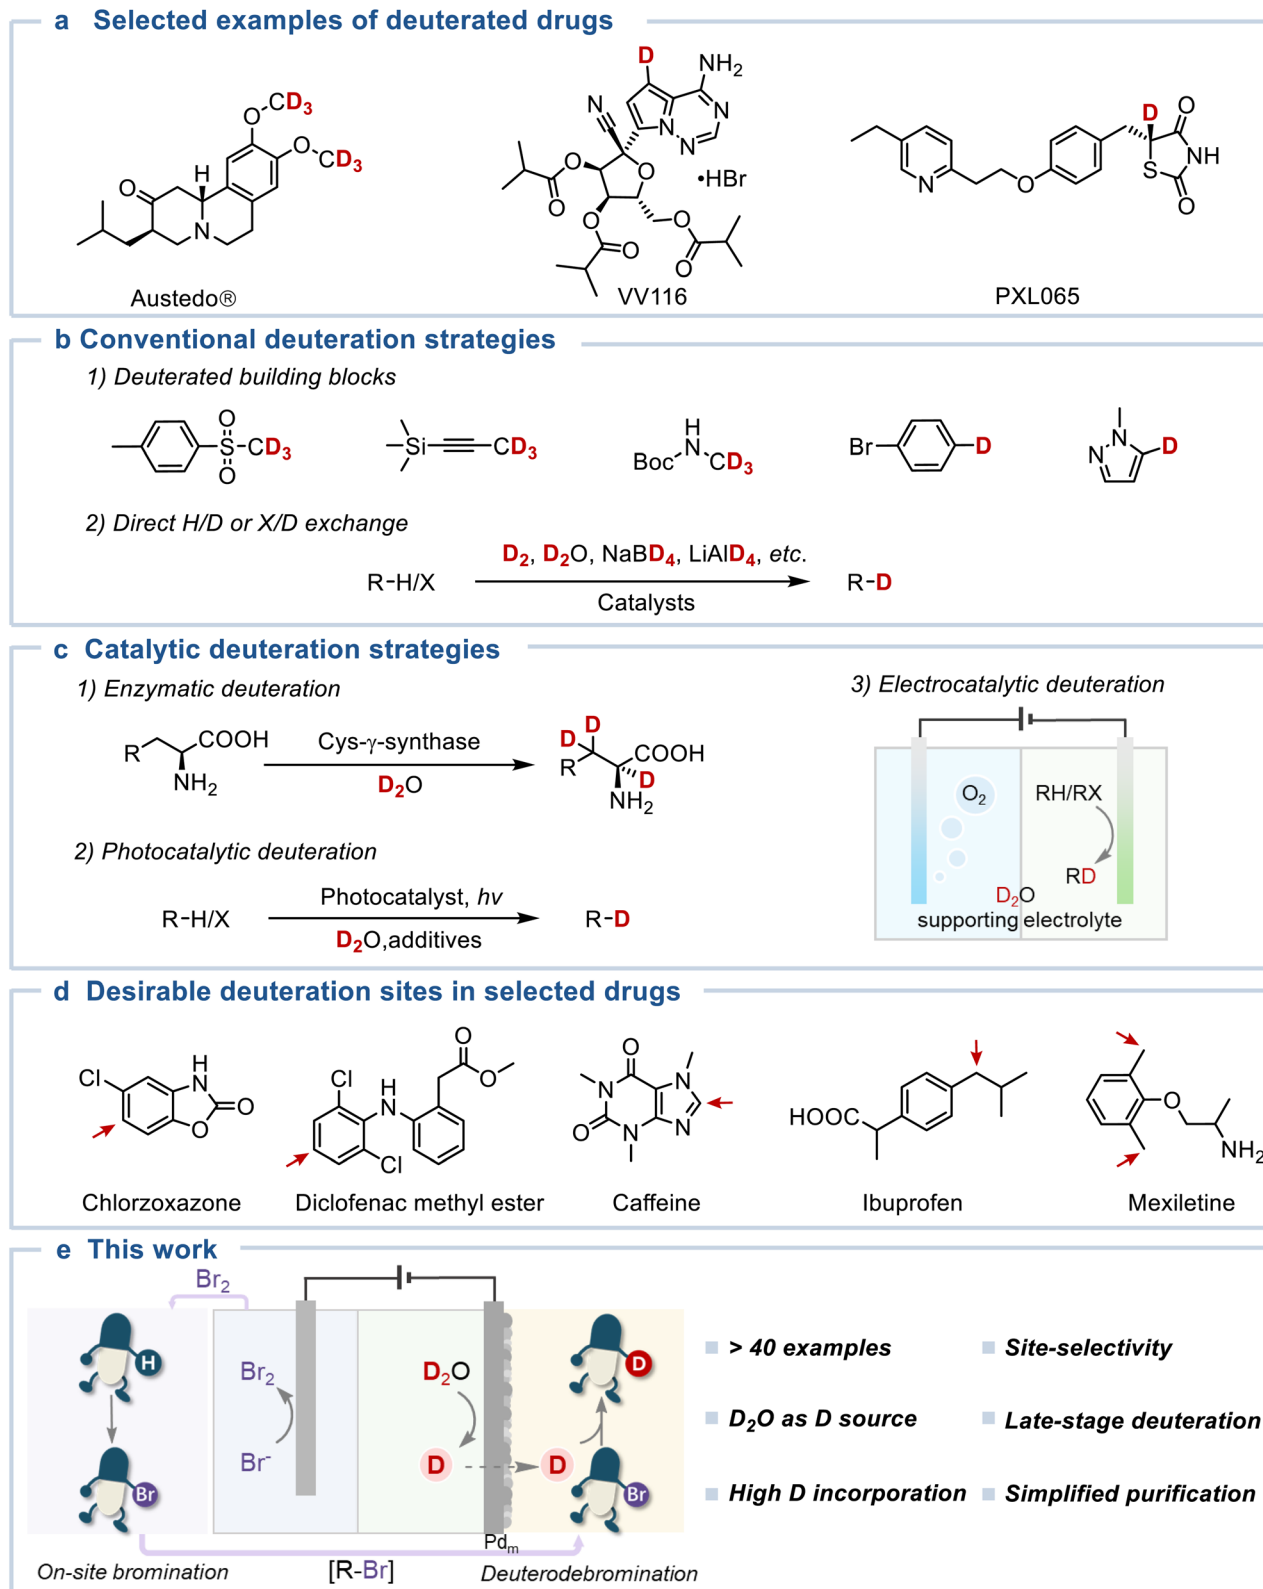 a Selected examples of deuterated drugs
O CD3
O CD3
H
O
N
Austedo®
D
NH2
N
N
N
N
O
O
O
•HBr
O
O
O
O
VV116
D
O
NH
S
O
N
O
PXL065
b Conventional deuteration strategies
1) Deuterated building blocks
O
S-CD3
O
Si
CD3
H
N
Boc CD3
Br
D
N
N
D
2) Direct H/D or X/D exchange
D2, D2O, NaBD4, LiAlD4, etc.
R-H/X
R-D
Catalysts
c Catalytic deuteration strategies
1) Enzymatic deuteration
R
COOH
NH2
Cys-γ-synthase
D2O
D
D
COOH
R
D
NH2
2) Photocatalytic deuteration
R-H/X
Photocatalyst, hv
D2O,additives
R-D
3) Electrocatalytic deuteration
O2
RH/RX
RD
D2O
supporting electrolyte
d Desirable deuteration sites in selected drugs
Cl
H
N
O
O
Chlorzoxazone
Cl
H
N
O
O
Cl
Diclofenac methyl ester
O
N
N
O
N
N
Caffeine
HOOC
Ibuprofen
O
NH2
Mexiletine
e This work
Br2
H
Br
Br2
Br-
D2O
D
D
D
Br
Pdm
On-site bromination
[R-Br]
Deuterodebromination
> 40 examples
Site-selectivity
D2O as D source
Late-stage deuteration
High D incorporation
Simplified purification